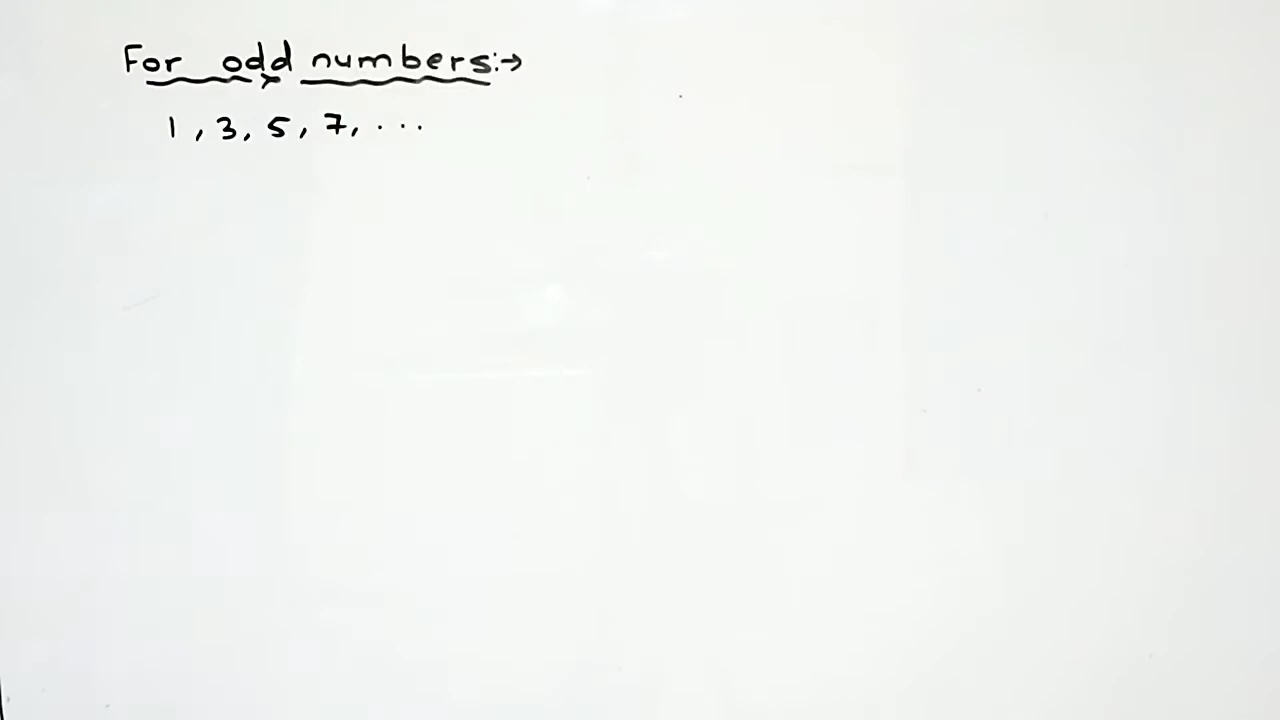 For odd numbers:→
1, 3, 5, 7, ...